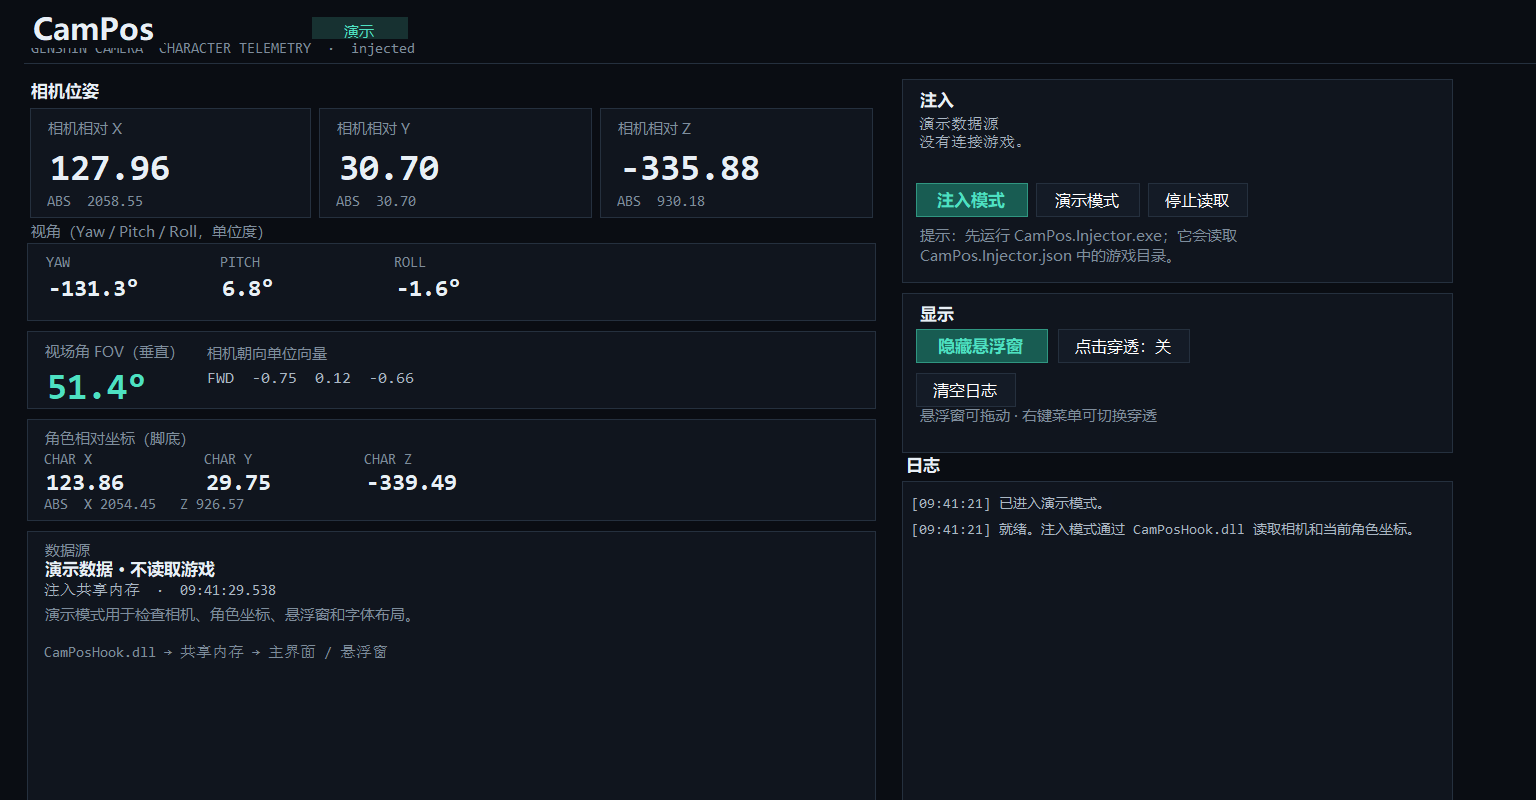 CamPos
演示
GENSHIN CAMERA CHARACTER TELEMETRY · injected
相机位姿
相机相对 X
127.96
ABS 2058.55
相机相对 Y
30.70
ABS 30.70
相机相对 Z
-335.88
ABS 930.18
视角（Yaw / Pitch / Roll，单位度）
YAW
-131.3°
PITCH
6.8°
ROLL
-1.6°
视场角 FOV（垂直）
51.4°
相机朝向单位向量
FWD -0.75 0.12 -0.66
角色相对坐标（脚底）
CHAR X
123.86
CHAR Y
29.75
CHAR Z
-339.49
ABS X 2054.45 Z 926.57
数据源
演示数据 • 不读取游戏
注入共享内存 · 09:41:29.538
演示模式用于检查相机、角色坐标、悬浮窗和字体布局。
CamPosHook.dll → 共享内存 → 主界面 / 悬浮窗
注入
演示数据源
没有连接游戏。
注入模式
演示模式
停止读取
提示：先运行 CamPos.Injector.exe；它会读取
CamPos.Injector.json 中的游戏目录。
显示
隐藏悬浮窗
点击穿透：关
清空日志
悬浮窗可拖动 · 右键菜单可切换穿透
日志
[09:41:21] 已进入演示模式。
[09:41:21] 就绪。注入模式通过 CamPosHook.dll 读取相机和当前角色坐标。